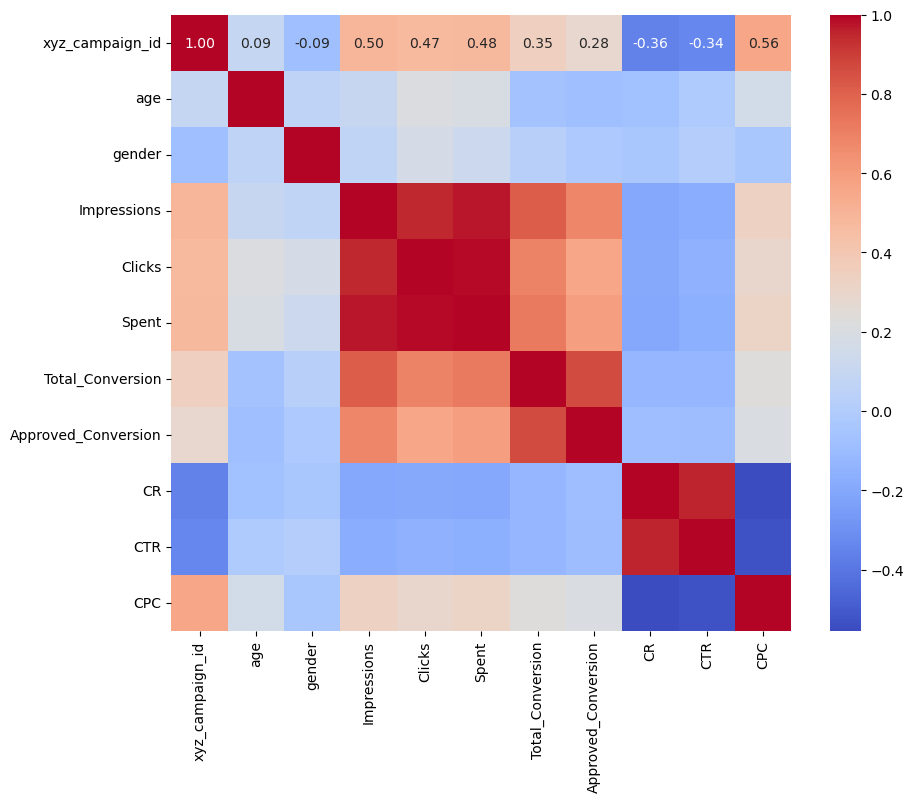 xyz_campaign_id 1.00 0.09 -0.09 0.50 0.47 0.48 0.35 0.28 -0.36 -0.34 0.56
age
gender
Impressions
Clicks
Spent
Total_Conversion
Approved_Conversion
CR
CTR
CPC
xyz_campaign_id
age
gender
Impressions
Clicks
Spent
Total_Conversion
Approved_Conversion
CR
CTR
CPC
1.0
0.8
0.6
0.4
0.2
0.0
−0.2
−0.4